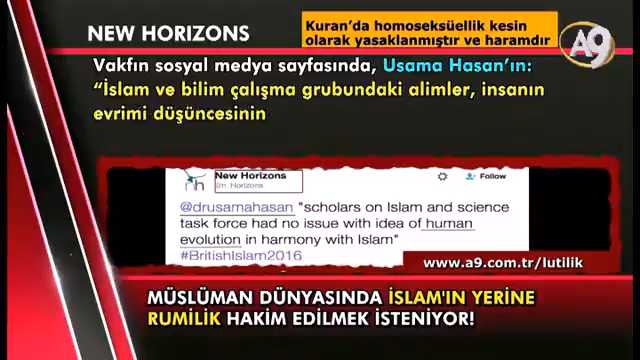 NEW HORIZONS
Kuran'da homoseksüellik kesin
olarak yasaklanmıştır ve haramdır
A9
Vakfın sosyal medya sayfasında, Usama Hasan'ın:
"İslam ve bilim çalışma grubundaki alimler, insanın
evrimi düşüncesinin
New Horizons
Follow
@drusamahasan "scholars on Islam and science
task force had no issue with idea of human
evolution in harmony with Islam"
#BritishIslam2016
www.a9.com.tr/lutilik
MÜSLÜMAN DÜNYASINDA İSLAM'IN YERİNE
RUMİLİK HAKİM EDİLMEK İSTENİYOR!